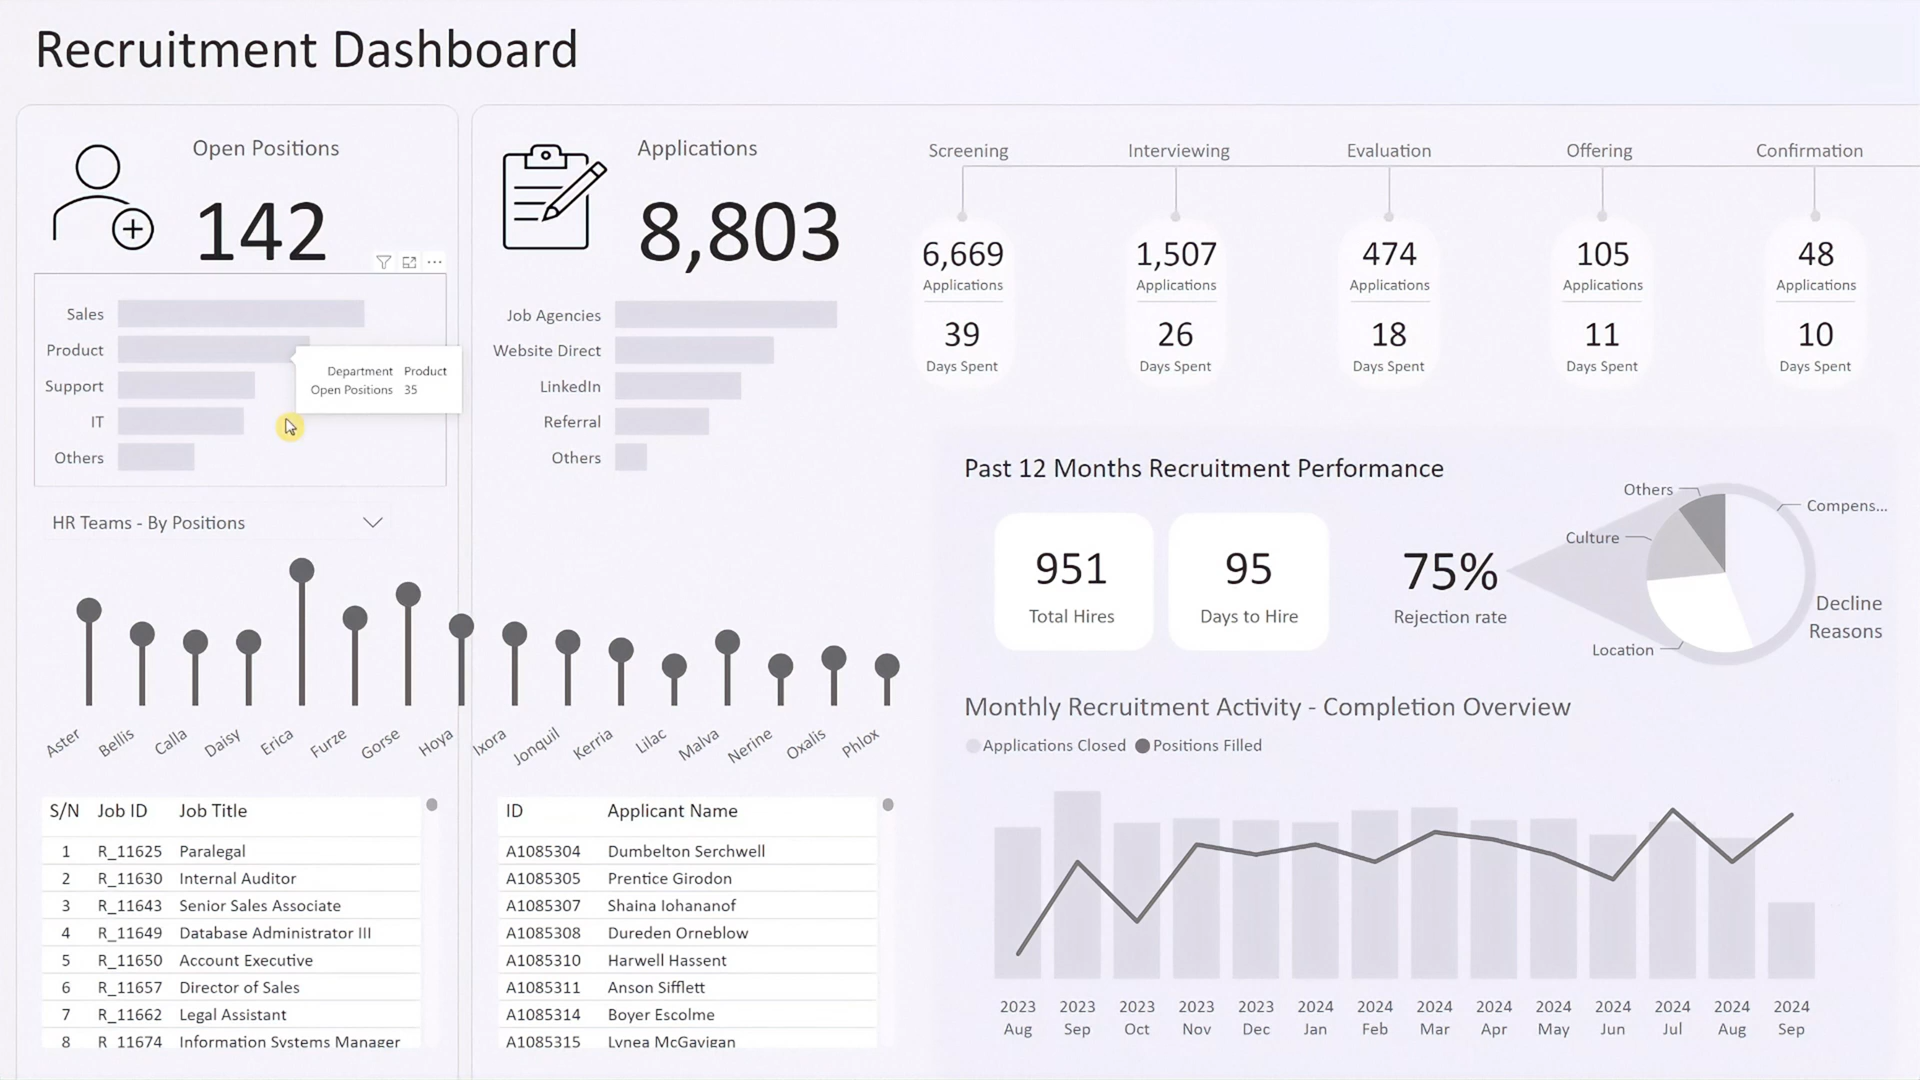 Recruitment Dashboard
Open Positions
142
Sales
Product
Support
IT
Others
Department Product
Open Positions 35
HR Teams - By Positions
Applications
8,803
Job Agencies
Website Direct
LinkedIn
Referral
Others
Aster Bellis Calla Daisy Erica Furze Gorse Hoya Ixora Jonquil Kerria Lilac Malva Nerine Oxalis Phlox
S/N Job ID Job Title
1 R_11625 Paralegal
2 R_11630 Internal Auditor
3 R_11643 Senior Sales Associate
4 R_11649 Database Administrator III
5 R_11650 Account Executive
6 R_11657 Director of Sales
7 R_11662 Legal Assistant
8 R_11674 Information Systems Manager
ID Applicant Name
A1085304 Dumbelton Serchwell
A1085305 Prentice Girodon
A1085307 Shaina Iohananof
A1085308 Dureden Orneblow
A1085310 Harwell Hassent
A1085311 Anson Sifflett
A1085314 Boyer Escolme
A1085315 Lynea McGavigan
Screening Interviewing Evaluation Offering Confirmation
6,669 1,507 474 105 48
Applications Applications Applications Applications Applications
39 26 18 11 10
Days Spent Days Spent Days Spent Days Spent Days Spent
Past 12 Months Recruitment Performance
951
Total Hires
95
Days to Hire
75%
Rejection rate
Others
Compens...
Culture
Location
Decline
Reasons
Monthly Recruitment Activity - Completion Overview
Applications Closed Positions Filled
2023 2023 2023 2023 2023 2024 2024 2024 2024 2024 2024 2024 2024 2024
Aug Sep Oct Nov Dec Jan Feb Mar Apr May Jun Jul Aug Sep